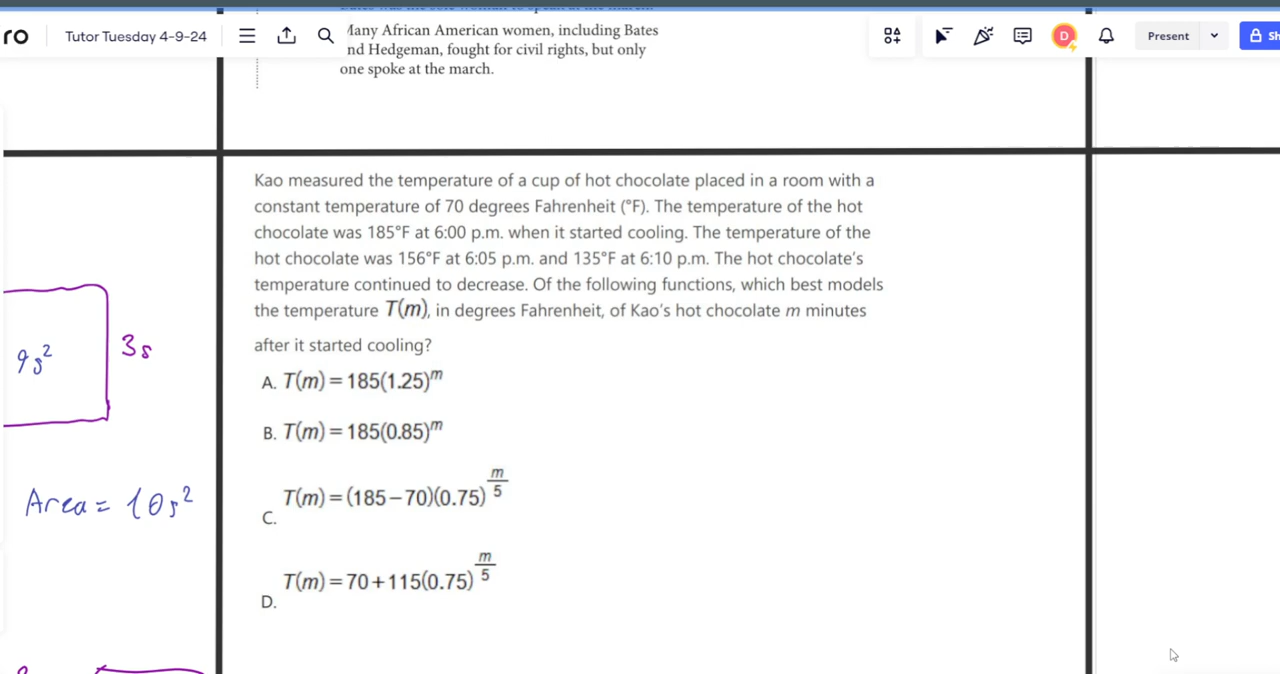 ro
Tutor Tuesday 4-9-24
Present
Sh
Many African American women, including Bates
nd Hedgeman, fought for civil rights, but only
one spoke at the march.
D
Kao measured the temperature of a cup of hot chocolate placed in a room with a
constant temperature of 70 degrees Fahrenheit (°F). The temperature of the hot
chocolate was 185°F at 6:00 p.m. when it started cooling. The temperature of the
hot chocolate was 156°F at 6:05 p.m. and 135°F at 6:10 p.m. The hot chocolate's
temperature continued to decrease. Of the following functions, which best models
the temperature T(m), in degrees Fahrenheit, of Kao's hot chocolate m minutes
after it started cooling?
A. T(m) = 185(1.25)^m
B. T(m) = 185(0.85)^m
C. T(m) = (185 – 70)(0.75)^(m/5)
D. T(m) = 70 + 115(0.75)^(m/5)
9s²
3s
Area = 10s²